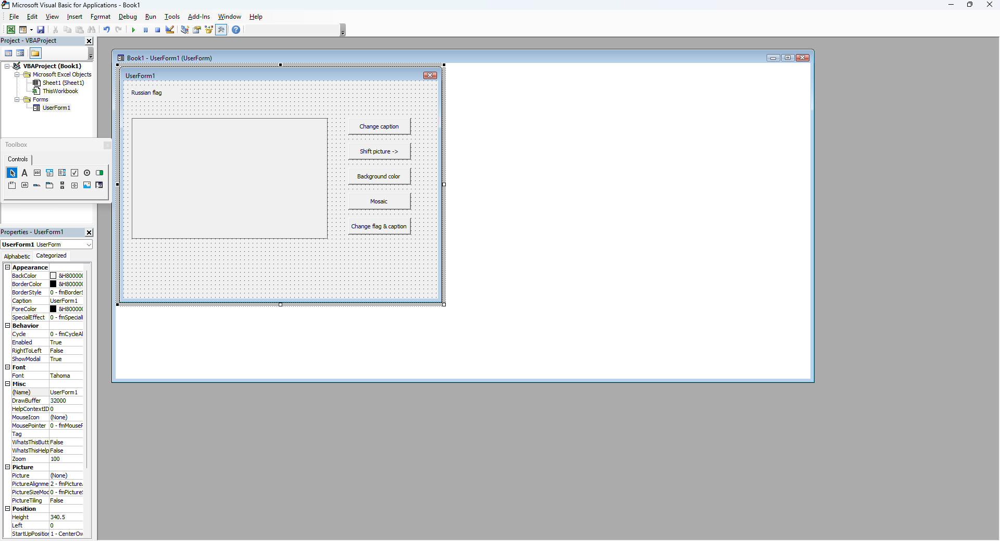 Microsoft Visual Basic for Applications - Book1
File Edit View Insert Format Debug Run Tools Add-Ins Window Help
Project - VBAProject
VBAProject (Book1)
Microsoft Excel Objects
Sheet1 (Sheet1)
ThisWorkbook
Forms
UserForm1
Toolbox
Controls
Properties - UserForm1
UserForm1 UserForm
Alphabetic Categorized
Appearance
BackColor &H800000
BorderColor &H800000
BorderStyle 0 - fmBorderS
Caption UserForm1
ForeColor &H800000
SpecialEffect 0 - fmSpecial
Behavior
Cycle 0 - fmCycleAl
Enabled True
RightToLeft False
ShowModal True
Font
Font Tahoma
Misc
(Name) UserForm1
DrawBuffer 32000
HelpContextID 0
MouseIcon (None)
MousePointer 0 - fmMouseP
Tag
WhatsThisButt False
WhatsThisHelp False
Zoom 100
Picture
Picture (None)
PictureAlignme 2 - fmPicture
PictureSizeMod 0 - fmPictureS
PictureTiling False
Position
Height 340.5
Left 0
StartUpPosition 1 - CenterOw
Book1 - UserForm1 (UserForm)
UserForm1
Russian flag
Change caption
Shift picture ->
Background color
Mosaic
Change flag & caption